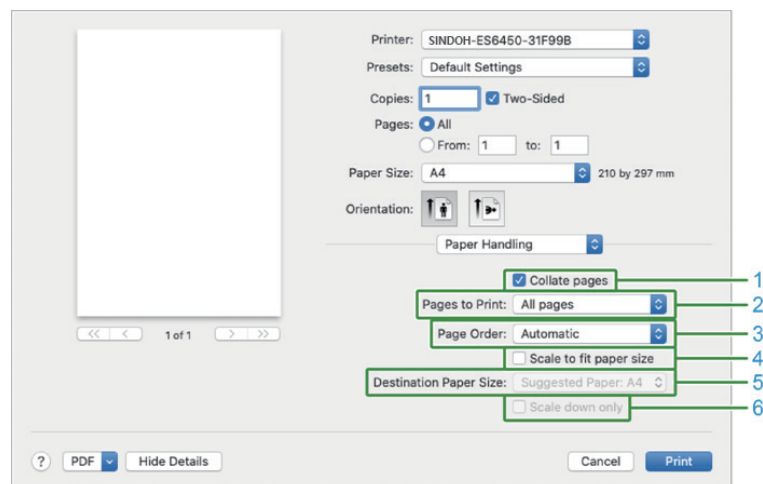 Printer: SINDOH-ES6450-31F99B
Presets: Default Settings
Copies: 1 Two-Sided
Pages: All
From: 1 to: 1
Paper Size: A4 210 by 297 mm
Orientation:
Paper Handling
Collate pages 1
Pages to Print: All pages 2
<< < 1 of 1 > >> Page Order: Automatic 3
Scale to fit paper size 4
Destination Paper Size: Suggested Paper: A4 5
Scale down only 6
? PDF Hide Details Cancel Print